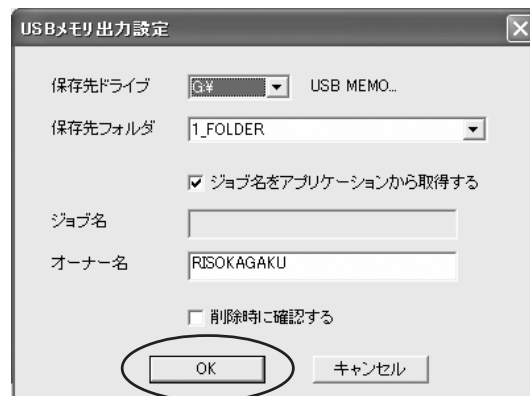 USBメモリ出力設定
保存先ドライブ G:¥ USB MEMO...
保存先フォルダ 1_FOLDER
ジョブ名をアプリケーションから取得する
ジョブ名
オーナー名 RISOKAGAKU
削除時に確認する
OK キャンセル